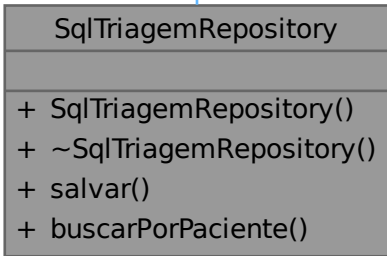 SqlTriagemRepository
+ SqlTriagemRepository()
+ ~SqlTriagemRepository()
+ salvar()
+ buscarPorPaciente()